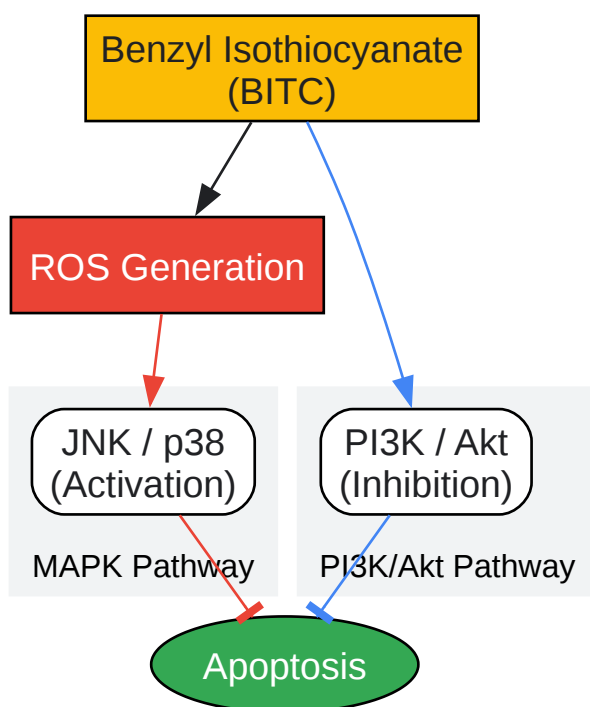 Benzyl Isothiocyanate
(BITC)
ROS Generation
JNK / p38
(Activation)
MAPK Pathway
PI3K / Akt
(Inhibition)
PI3K/Akt Pathway
Apoptosis